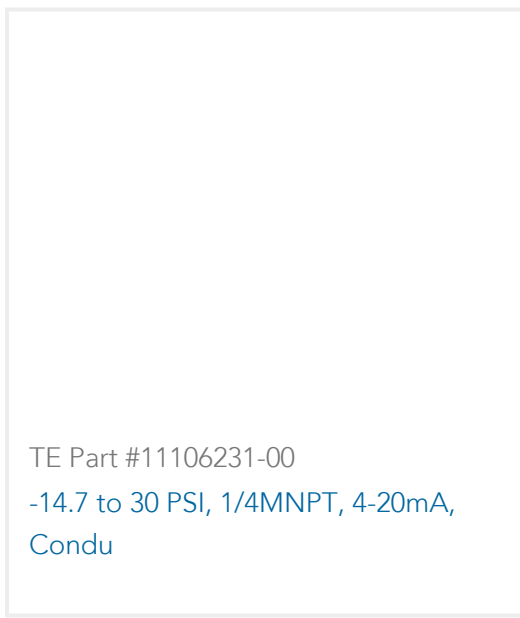 TE Part #11106231-00
-14.7 to 30 PSI, 1/4MNPT, 4-20mA,
Condu